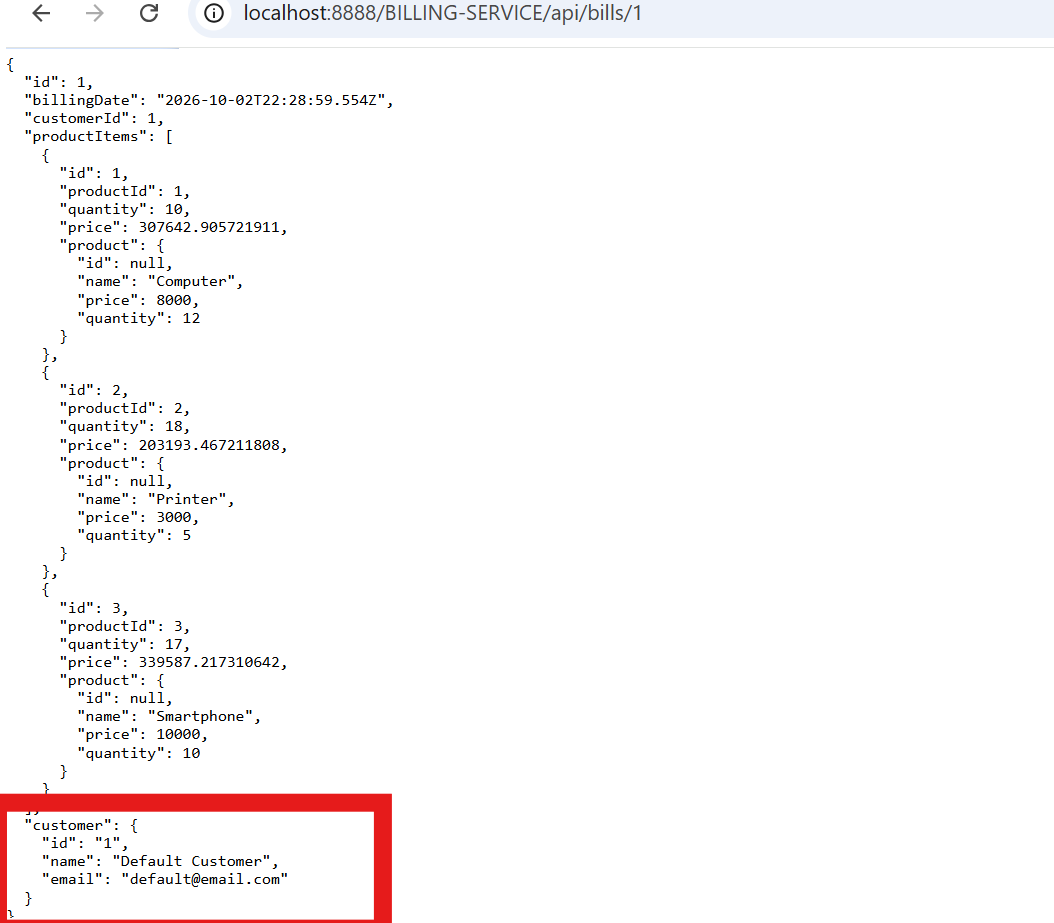 localhost:8888/BILLING-SERVICE/api/bills/1
{
"id": 1,
"billingDate": "2026-10-02T22:28:59.554Z",
"customerId": 1,
"productItems": [
{
"id": 1,
"productId": 1,
"quantity": 10,
"price": 307642.905721911,
"product": {
"id": null,
"name": "Computer",
"price": 8000,
"quantity": 12
}
},
{
"id": 2,
"productId": 2,
"quantity": 18,
"price": 203193.467211808,
"product": {
"id": null,
"name": "Printer",
"price": 3000,
"quantity": 5
}
},
{
"id": 3,
"productId": 3,
"quantity": 17,
"price": 339587.217310642,
"product": {
"id": null,
"name": "Smartphone",
"price": 10000,
"quantity": 10
}
}
],
"customer": {
"id": "1",
"name": "Default Customer",
"email": "default@email.com"
}
}